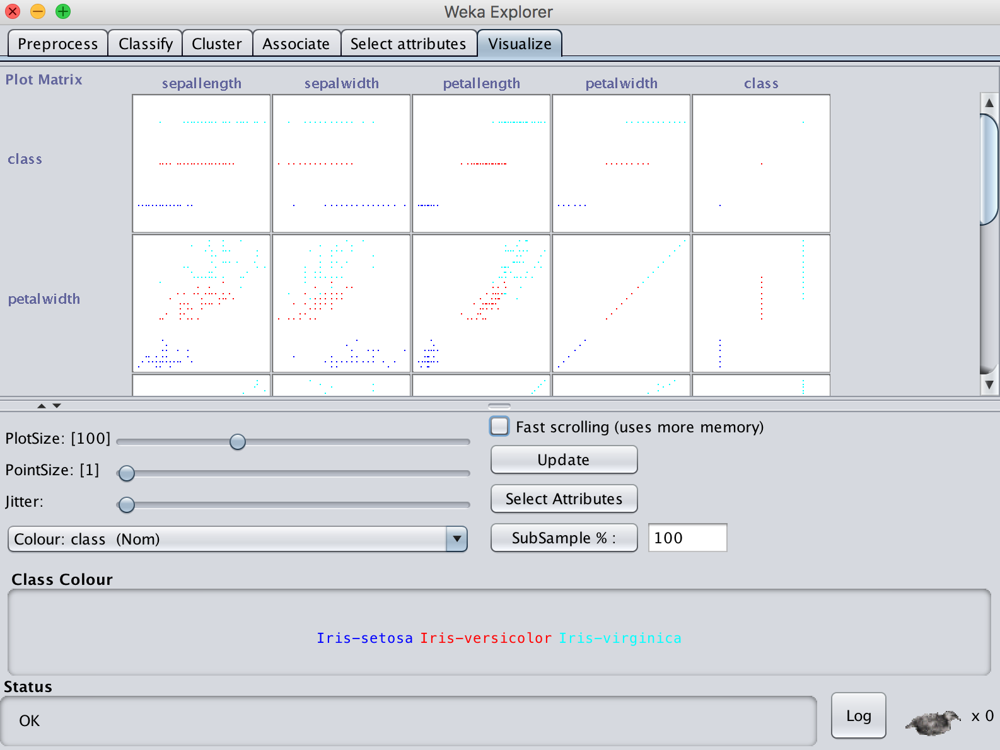 Weka Explorer
Preprocess Classify Cluster Associate Select attributes Visualize
Plot Matrix sepallength sepalwidth petallength petalwidth class
class
petalwidth
PlotSize: [100]
PointSize: [1]
Jitter:
Colour: class (Nom)
Fast scrolling (uses more memory)
Update
Select Attributes
SubSample % : 100
Class Colour
Iris-setosa Iris-versicolor Iris-virginica
Status
OK
Log
x 0